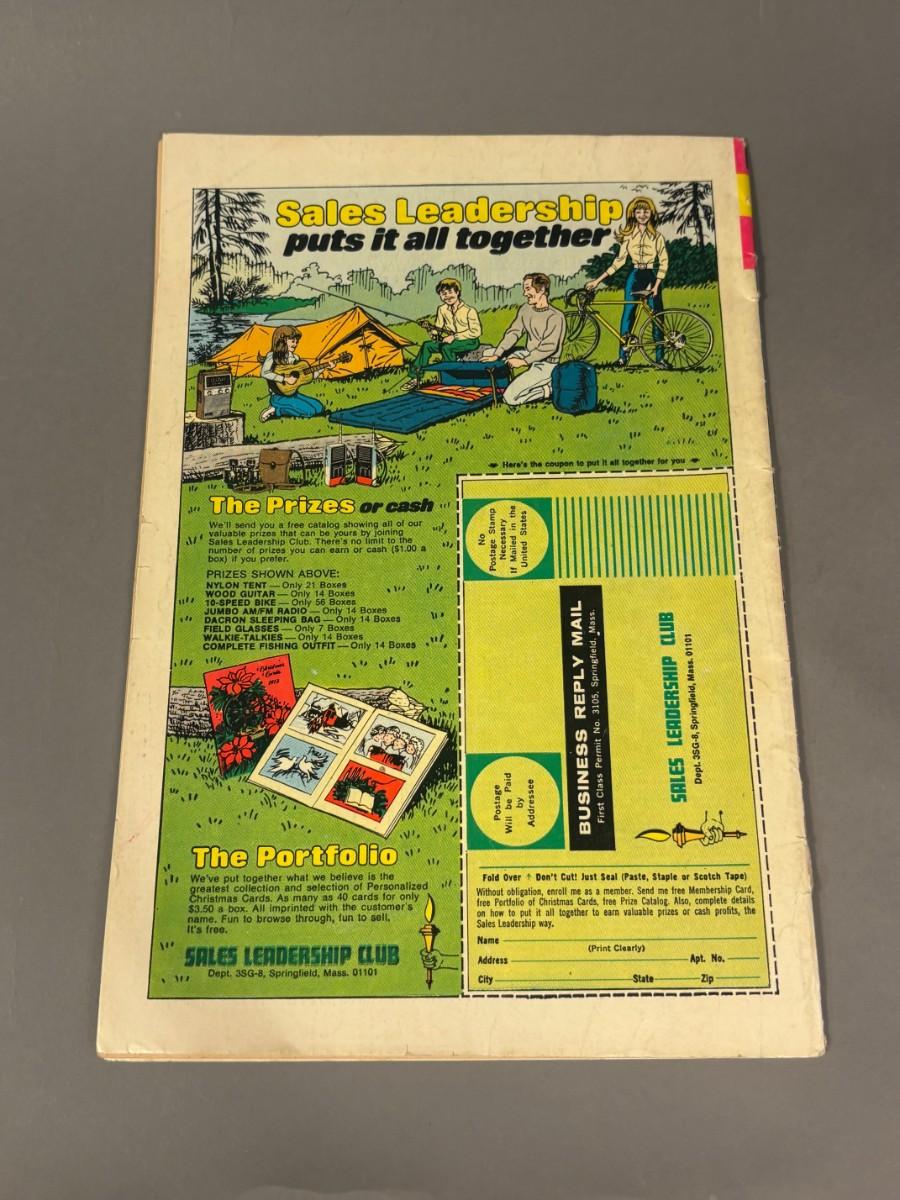 Sales Leadership
puts it all together
Here's the coupon to put it all together for you
The Prizes or cash
We'll send you a free catalog showing all of our
valuable prizes that can be yours by joining
Sales Leadership Club. There's no limit to the
number of prizes you can earn or cash ($1.00 a
box) if you prefer.
PRIZES SHOWN ABOVE:
NYLON TENT — Only 21 Boxes
WOOD GUITAR — Only 14 Boxes
10-SPEED BIKE — Only 56 Boxes
JUMBO AM/FM RADIO — Only 14 Boxes
DACRON SLEEPING BAG — Only 14 Boxes
FIELD GLASSES — Only 7 Boxes
WALKIE-TALKIES — Only 14 Boxes
COMPLETE FISHING OUTFIT — Only 14 Boxes
Christmas
Cards
1973
The Portfolio
We've put together what we believe is the
greatest collection and selection of Personalized
Christmas Cards. As many as 40 cards for only
$3.50 a box. All imprinted with the customer's
name. Fun to browse through, fun to sell.
It's free.
SALES LEADERSHIP CLUB
Dept. 3SG-8, Springfield, Mass. 01101
No
Postage Stamp
Necessary
If Mailed in the
United States
Postage
Will be Paid
by
Addressee
BUSINESS REPLY MAIL
First Class Permit No. 3105, Springfield, Mass.
SALES LEADERSHIP CLUB
Dept. 3SG-8, Springfield, Mass. 01101
Fold Over ↑ Don't Cut! Just Seal (Paste, Staple or Scotch Tape)
Without obligation, enroll me as a member. Send me free Membership Card,
free Portfolio of Christmas Cards, free Prize Catalog. Also, complete details
on how to put it all together to earn valuable prizes or cash profits, the
Sales Leadership way.
Name
(Print Clearly)
Address Apt. No.
City State Zip